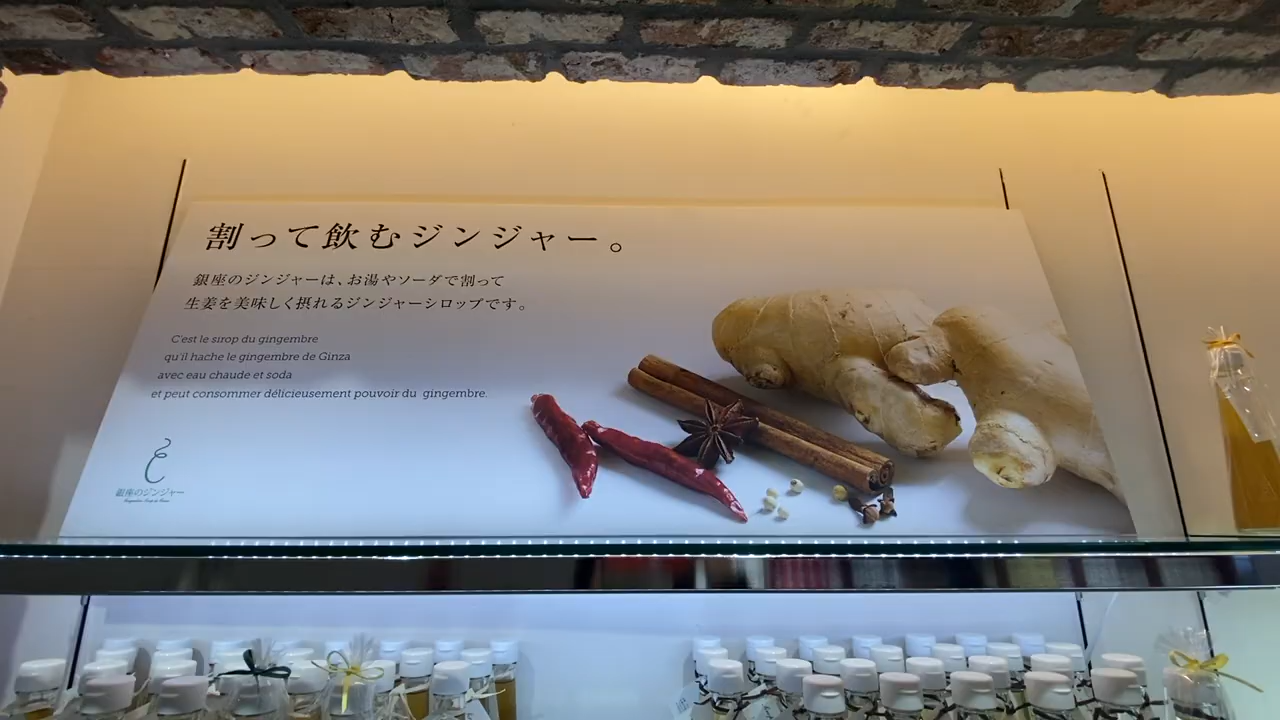 割って飲むジンジャー。
銀座のジンジャーは、お湯やソーダで割って
生姜を美味しく摂れるジンジャーシロップです。
C'est le sirop du gingembre
qu'il hache le gingembre de Ginza
avec eau chaude et soda
et peut consommer délicieusement pouvoir du gingembre.
銀座のジンジャー